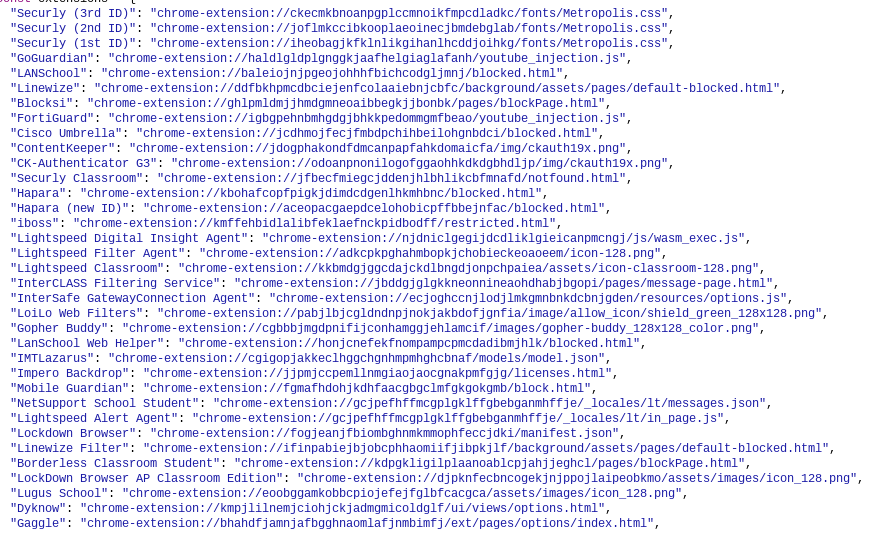 "Securly (3rd ID)": "chrome-extension://ckecmkbnoanpgplccmnoikfmpcdladkc/fonts/Metropolis.css",
"Securly (2nd ID)": "chrome-extension://joflmkccibkooplaeoinecjbmdebglab/fonts/Metropolis.css",
"Securly (1st ID)": "chrome-extension://iheobagjkfklnlikgihanlhcddjoihkg/fonts/Metropolis.css",
"GoGuardian": "chrome-extension://haldlgldplgnggkjaafhelgiaglafanh/youtube_injection.js",
"LANSchool": "chrome-extension://baleiojnjpgeojohhhfbichcodgljmnj/blocked.html",
"Linewize": "chrome-extension://ddfbkhpmcdbciejenfcolaaiebnjcbfc/background/assets/pages/default-blocked.html",
"Blocksi": "chrome-extension://ghlpmldmjjhmdgmneoaibbegkjjbonbk/pages/blockPage.html",
"FortiGuard": "chrome-extension://igbgpehnbmhgdgjbhkkpedommgmfbeao/youtube_injection.js",
"Cisco Umbrella": "chrome-extension://jcdhmojfecjfmbdpchihbeilohgnbdci/blocked.html",
"ContentKeeper": "chrome-extension://jdogphakondfdmcanpapfahkdomaicfa/img/ckauth19x.png",
"CK-Authenticator G3": "chrome-extension://odoanpnonilogofggaohhkdkdgbhdljp/img/ckauth19x.png",
"Securly Classroom": "chrome-extension://jfbecfmiegcjddenjhlbhlikcbfmnafd/notfound.html",
"Hapara": "chrome-extension://kbohafcopfpigkjdimdcdgenlhkmhbnc/blocked.html",
"Hapara (new ID)": "chrome-extension://aceopacgaepdcelohobicpffbbejnfac/blocked.html",
"iboss": "chrome-extension://kmffehbidlalibfeklaefnckpidbodff/restricted.html",
"Lightspeed Digital Insight Agent": "chrome-extension://njdniclgegijdcdliklgieicanpmcngj/js/wasm_exec.js",
"Lightspeed Filter Agent": "chrome-extension://adkcpkpghahmbopkjchobieckeoaoeem/icon-128.png",
"Lightspeed Classroom": "chrome-extension://kkbmdgjggcdajckdlbngdjonpchpaiea/assets/icon-classroom-128.png",
"InterCLASS Filtering Service": "chrome-extension://jbddgjglgkkneonnineaohdhabjbgopi/pages/message-page.html",
"InterSafe GatewayConnection Agent": "chrome-extension://ecjoghccnjlodjlmkgmnbnkdcbnjgden/resources/options.js",
"LoiLo Web Filters": "chrome-extension://pabjlbjcgldndnpjnokjakbdofjgnfia/image/allow_icon/shield_green_128x128.png",
"Gopher Buddy": "chrome-extension://cgbbbjmgdpnifijconhamggjehlamcif/images/gopher-buddy_128x128_color.png",
"LanSchool Web Helper": "chrome-extension://honjcnefekfnompampcpmcdadibmjhlk/blocked.html",
"IMTLazarus": "chrome-extension://cgigopjakkeclhggchgnhmpmhghcbnaf/models/model.json",
"Impero Backdrop": "chrome-extension://jjpmjccpemllnmgiaojaocgnakpmfgjg/licenses.html",
"Mobile Guardian": "chrome-extension://fgmafhdohjkdhfaacgbgclmfgkgokgmb/block.html",
"NetSupport School Student": "chrome-extension://gcjpefhffmcgplgklffgbebganmhffje/_locales/lt/messages.json",
"Lightspeed Alert Agent": "chrome-extension://gcjpefhffmcgplgklffgbebganmhffje/_locales/lt/in_page.js",
"Lockdown Browser": "chrome-extension://fogjeanjfbiombghnmkmmophfeccjdki/manifest.json",
"Linewize Filter": "chrome-extension://ifinpabiejbjobcphhaomiifjibpkjlf/background/assets/pages/default-blocked.html",
"Borderless Classroom Student": "chrome-extension://kdpgkligilplaanoablcpjahjjeghcl/pages/blockPage.html",
"LockDown Browser AP Classroom Edition": "chrome-extension://djpknfecbncogekjnjppojlaipeobkmo/assets/images/icon_128.png",
"Lugus School": "chrome-extension://eoobggamkobbcpiojefejfglbfcacgca/assets/images/icon_128.png",
"Dyknow": "chrome-extension://kmpjlilnemjciohjckjadmgmicoldglf/ui/views/options.html",
"Gaggle": "chrome-extension://bhahdfjamnjafbgghnaomlafjnmbimfj/ext/pages/options/index.html",